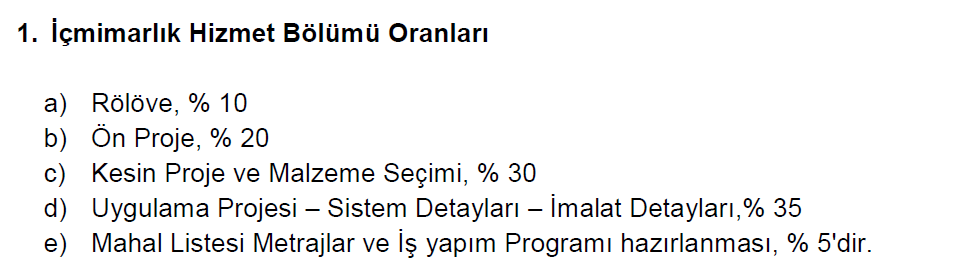 1. İçmimarlık Hizmet Bölümü Oranları
a) Rölöve, % 10
b) Ön Proje, % 20
c) Kesin Proje ve Malzeme Seçimi, % 30
d) Uygulama Projesi – Sistem Detayları – İmalat Detayları,% 35
e) Mahal Listesi Metrajlar ve İş yapım Programı hazırlanması, % 5'dir.